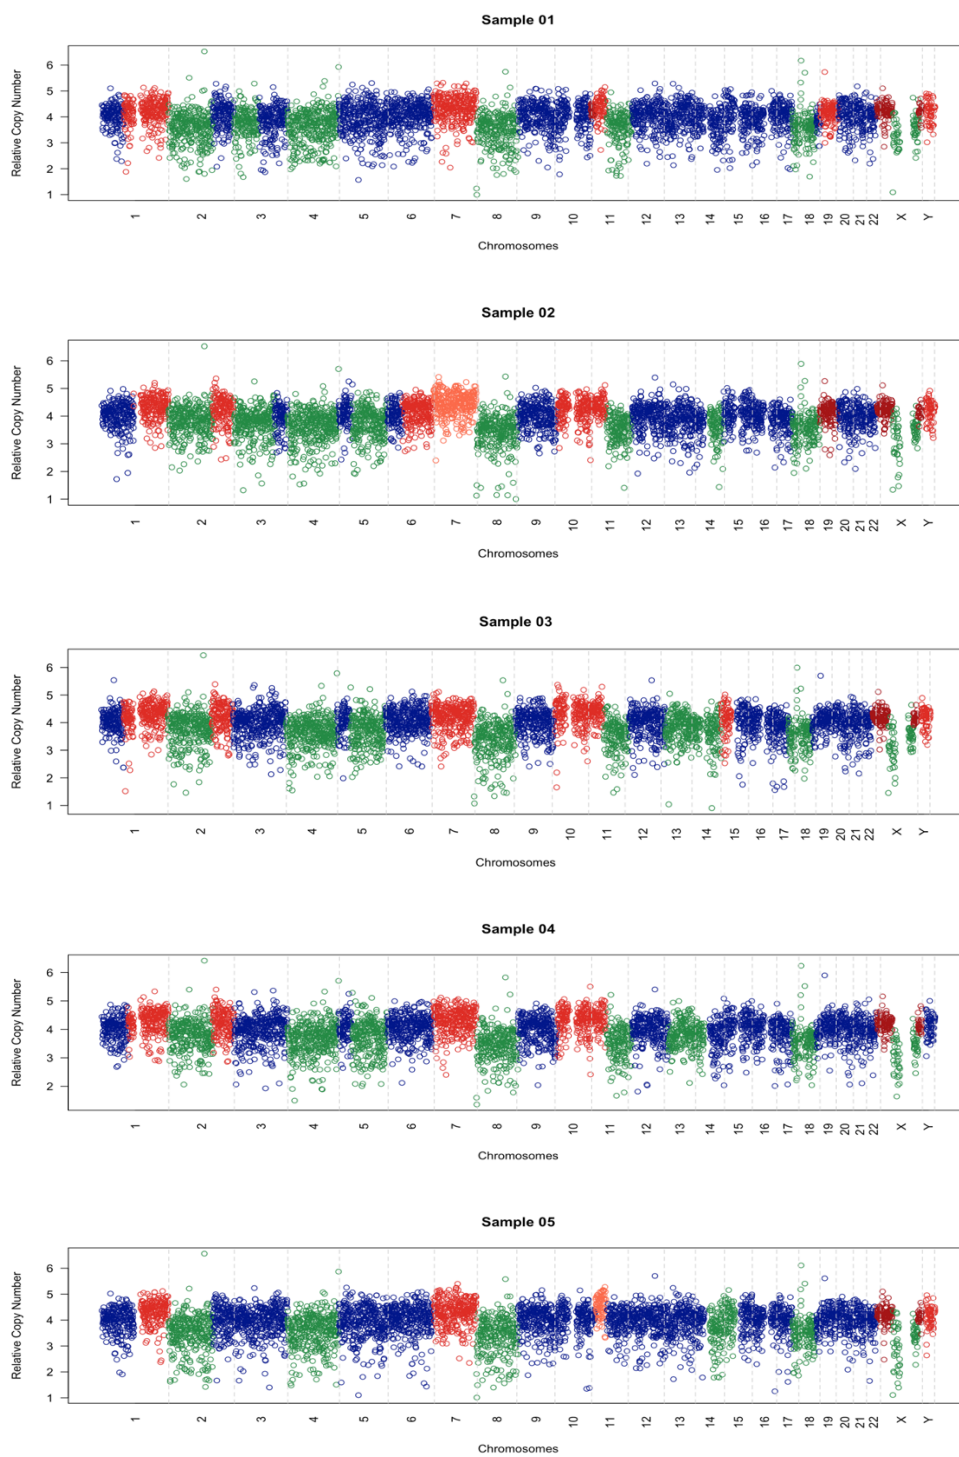 Sample 01
Relative Copy Number
6
5
4
3
2
1
1 2 3 4 5 6 7 8 9 10 11 12 13 14 15 16 17 18 19 20 21 22 X Y
Chromosomes
Sample 02
Relative Copy Number
6
5
4
3
2
1
1 2 3 4 5 6 7 8 9 10 11 12 13 14 15 16 17 18 19 20 21 22 X Y
Chromosomes
Sample 03
Relative Copy Number
6
5
4
3
2
1
1 2 3 4 5 6 7 8 9 10 11 12 13 14 15 16 17 18 19 20 21 22 X Y
Chromosomes
Sample 04
Relative Copy Number
6
5
4
3
2
1 2 3 4 5 6 7 8 9 10 11 12 13 14 15 16 17 18 19 20 21 22 X Y
Chromosomes
Sample 05
Relative Copy Number
6
5
4
3
2
1
1 2 3 4 5 6 7 8 9 10 11 12 13 14 15 16 17 18 19 20 21 22 X Y
Chromosomes